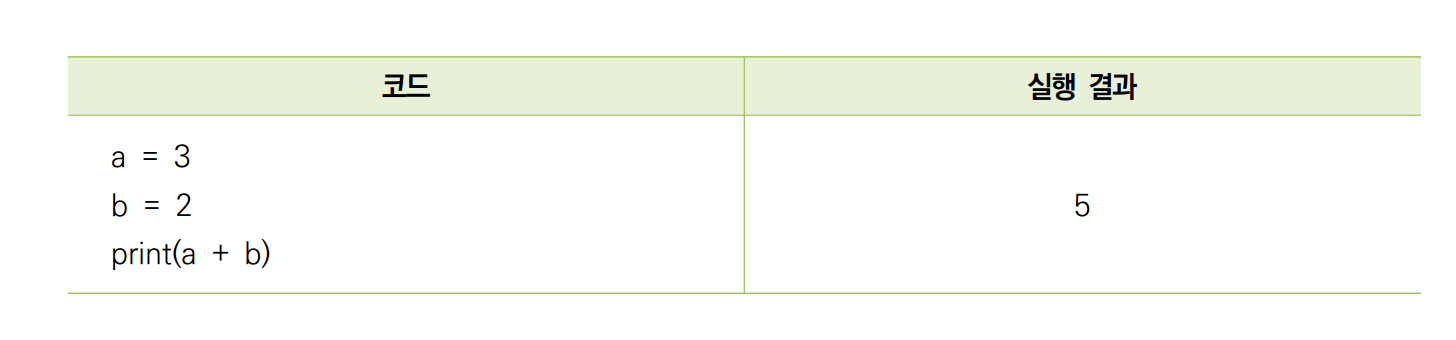 코드
실행 결과
a = 3
b = 2
print(a + b)
5